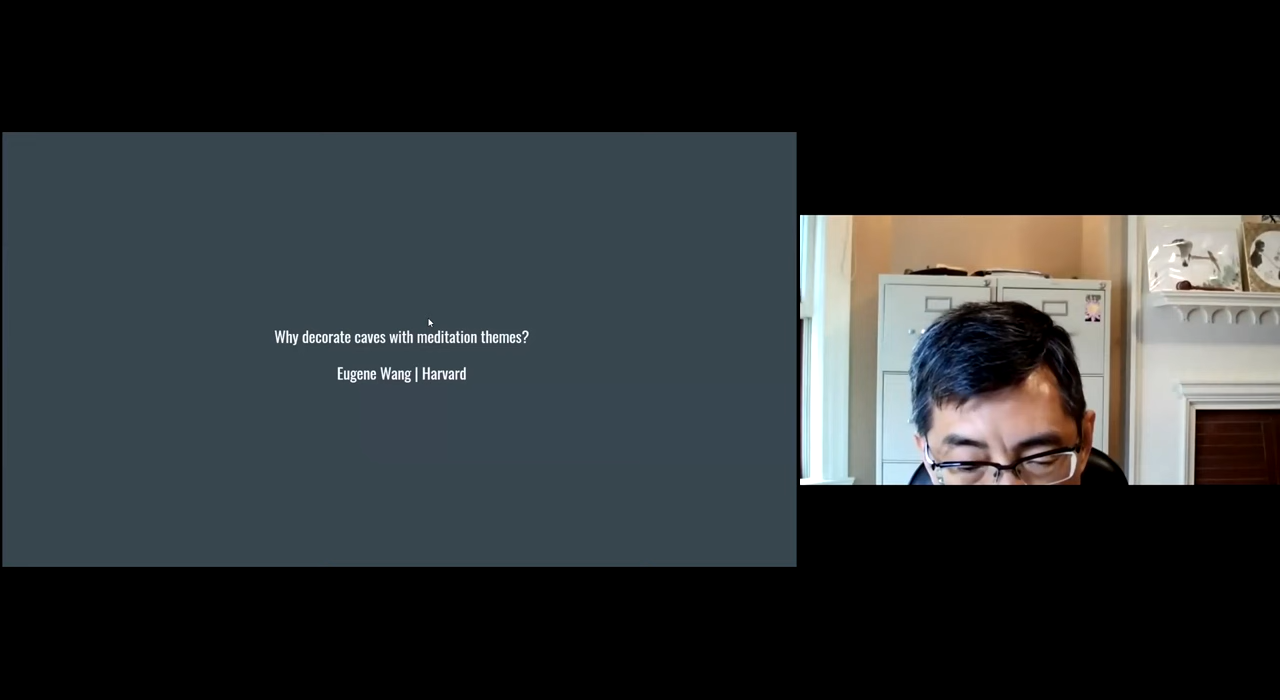 Why decorate caves with meditation themes?
Eugene Wang | Harvard